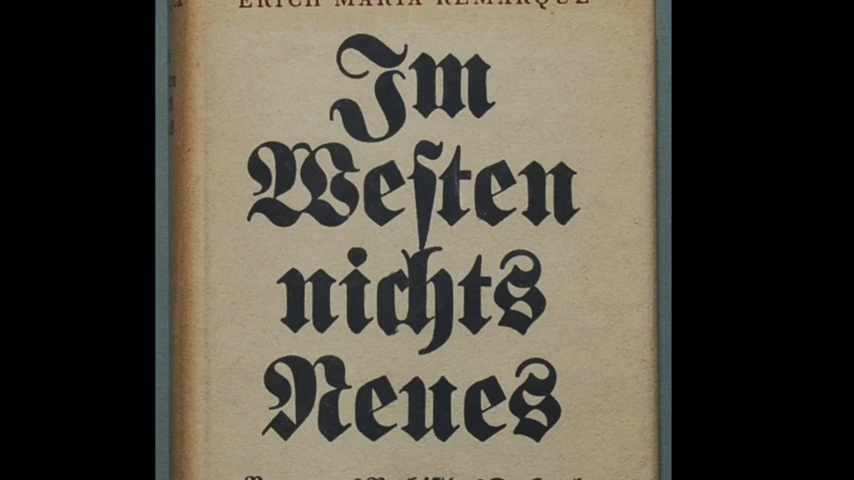 ERICH MARIA REMARQUE
Im
Westen
nichts
Neues